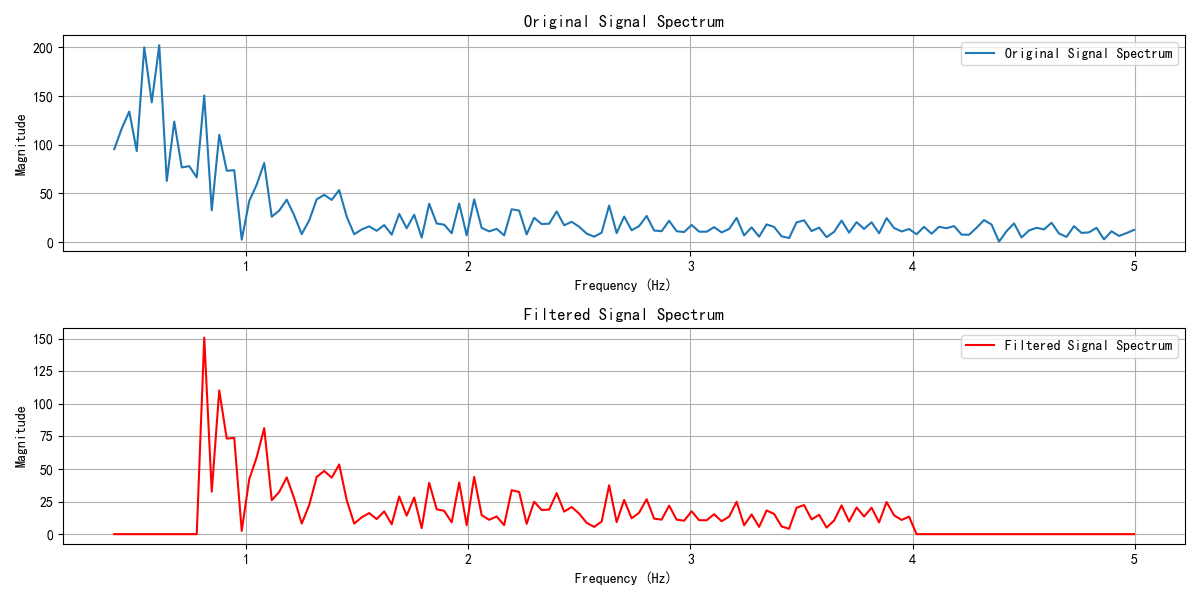 Original Signal Spectrum
200
150
100
50
0
Magnitude
Original Signal Spectrum
1
2
3
4
5
Frequency (Hz)
Filtered Signal Spectrum
150
125
100
75
50
25
0
Magnitude
Filtered Signal Spectrum
1
2
3
4
5
Frequency (Hz)